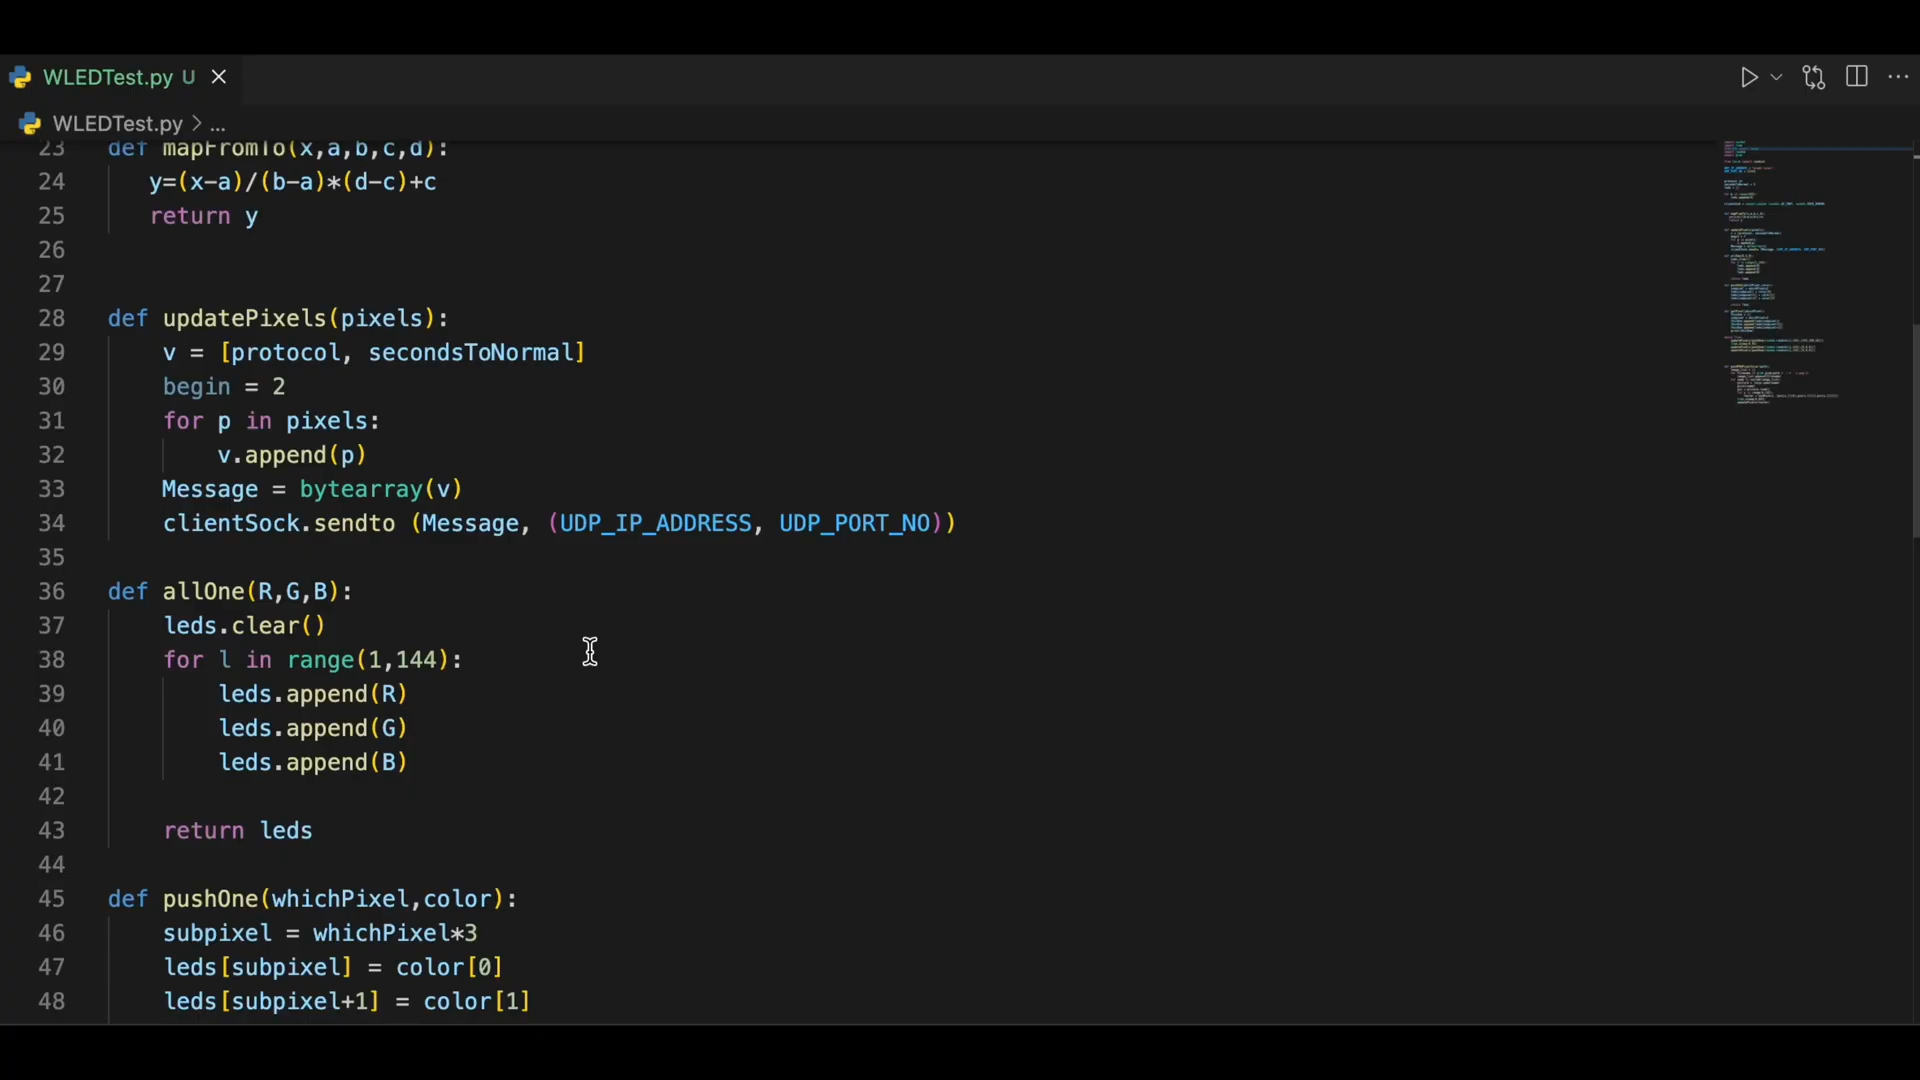 WLEDTest.py U
WLEDTest.py > ...
23 def mapFromTo(x,a,b,c,d):
24 y=(x-a)/(b-a)*(d-c)+c
25 return y
26
27
28 def updatePixels(pixels):
29 v = [protocol, secondsToNormal]
30 begin = 2
31 for p in pixels:
32 v.append(p)
33 Message = bytearray(v)
34 clientSock.sendto (Message, (UDP_IP_ADDRESS, UDP_PORT_NO))
35
36 def allOne(R,G,B):
37 leds.clear()
38 for l in range(1,144):
39 leds.append(R)
40 leds.append(G)
41 leds.append(B)
42
43 return leds
44
45 def pushOne(whichPixel,color):
46 subpixel = whichPixel*3
47 leds[subpixel] = color[0]
48 leds[subpixel+1] = color[1]